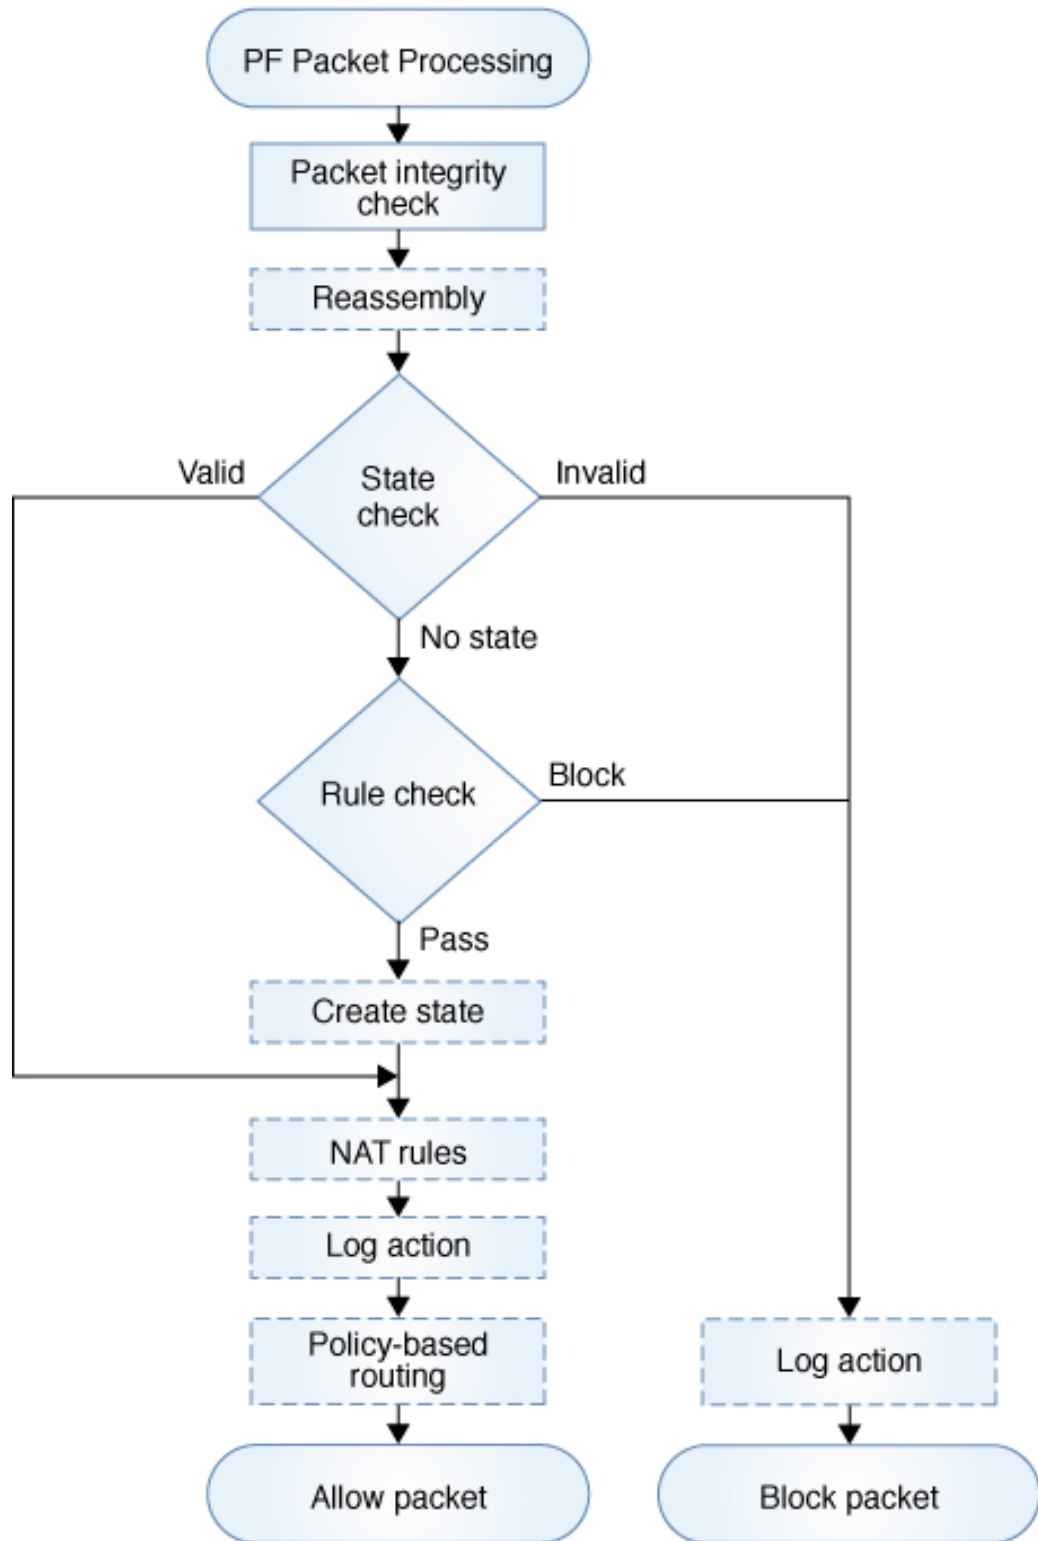 PF Packet Processing
Packet integrity
check
Reassembly
Valid
State
check
Invalid
No state
Rule check
Block
Pass
Create state
NAT rules
Log action
Policy-based
routing
Log action
Allow packet
Block packet